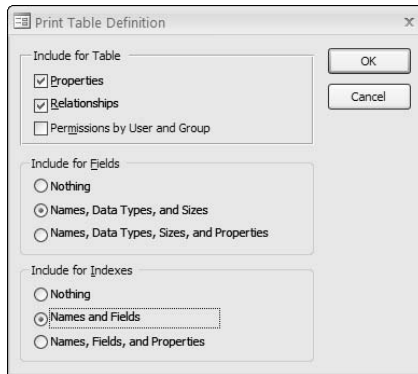 Print Table Definition
x
Include for Table
Properties
Relationships
Permissions by User and Group
OK
Cancel
Include for Fields
Nothing
Names, Data Types, and Sizes
Names, Data Types, Sizes, and Properties
Include for Indexes
Nothing
Names and Fields
Names, Fields, and Properties